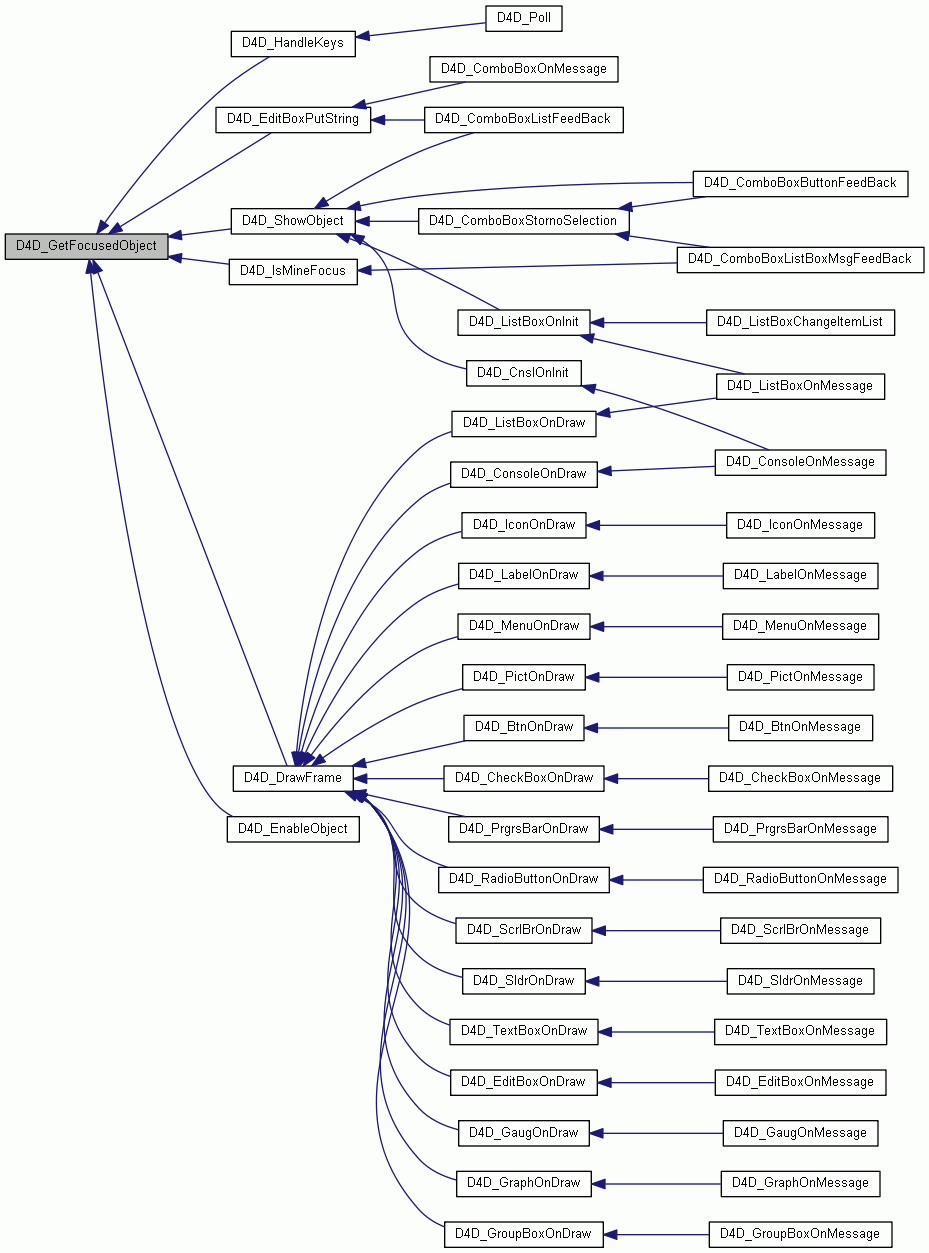 D4D_Poll
D4D_HandleKeys
D4D_ComboBoxOnMessage
D4D_EditBoxPutString
D4D_ComboBoxListFeedBack
D4D_ComboBoxButtonFeedBack
D4D_ShowObject
D4D_ComboBoxStornoSelection
D4D_GetFocusedObject
D4D_IsMineFocus
D4D_ComboBoxListBoxMsgFeedBack
D4D_ListBoxOnInit
D4D_ListBoxChangeItemList
D4D_CnslOnInit
D4D_ListBoxOnMessage
D4D_ListBoxOnDraw
D4D_ConsoleOnMessage
D4D_ConsoleOnDraw
D4D_IconOnDraw
D4D_IconOnMessage
D4D_LabelOnDraw
D4D_LabelOnMessage
D4D_MenuOnDraw
D4D_MenuOnMessage
D4D_PictOnDraw
D4D_PictOnMessage
D4D_BtnOnDraw
D4D_BtnOnMessage
D4D_DrawFrame
D4D_CheckBoxOnDraw
D4D_CheckBoxOnMessage
D4D_EnableObject
D4D_PrgrsBarOnDraw
D4D_PrgrsBarOnMessage
D4D_RadioButtonOnDraw
D4D_RadioButtonOnMessage
D4D_ScrlBrOnDraw
D4D_ScrlBrOnMessage
D4D_SldrOnDraw
D4D_SldrOnMessage
D4D_TextBoxOnDraw
D4D_TextBoxOnMessage
D4D_EditBoxOnDraw
D4D_EditBoxOnMessage
D4D_GaugOnDraw
D4D_GaugOnMessage
D4D_GraphOnDraw
D4D_GraphOnMessage
D4D_GroupBoxOnDraw
D4D_GroupBoxOnMessage